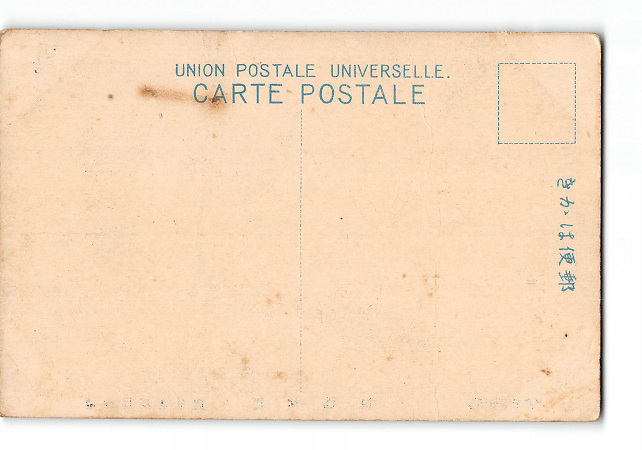 UNION POSTALE UNIVERSELLE.
CARTE POSTALE
郵便はかき